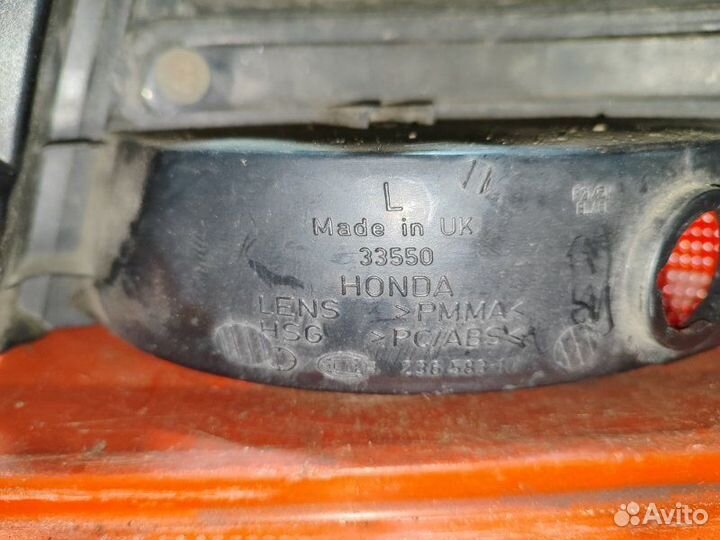 L
Made in UK
33550
HONDA
LENS >PMMA<
HSG >PC/ABS<
Avito